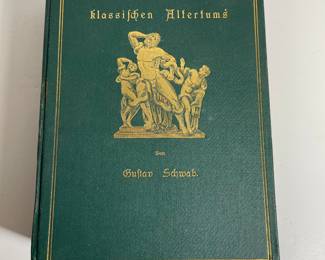 klassischen Altertums
Von
Gustav Schwab.